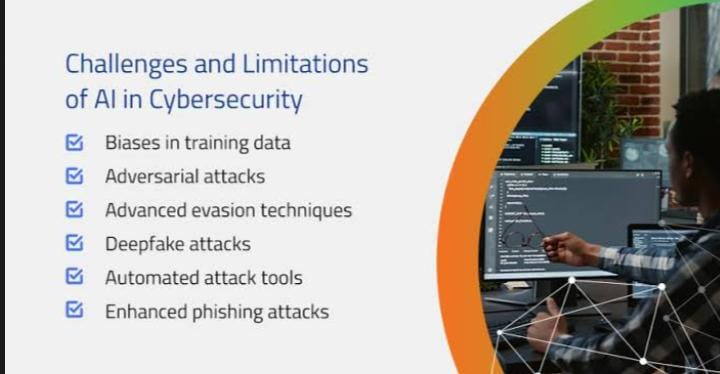 Challenges and Limitations
of AI in Cybersecurity
Biases in training data
Adversarial attacks
Advanced evasion techniques
Deepfake attacks
Automated attack tools
Enhanced phishing attacks